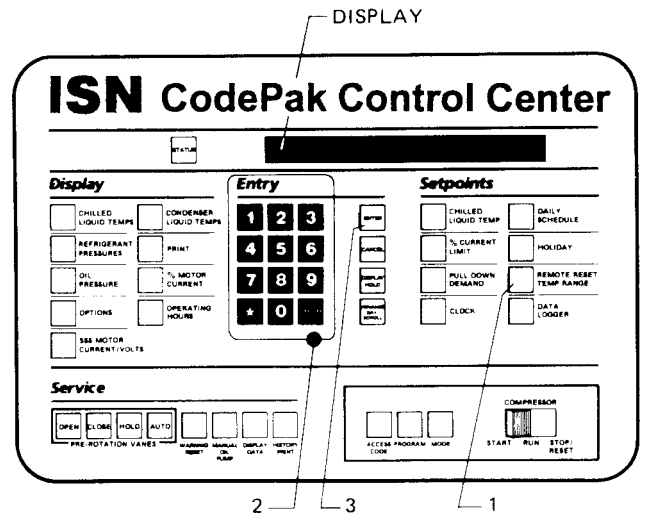 DISPLAY
ISN CodePak Control Center
STATUS
Display
CHILLED
LIQUID TEMPS
CONDENSER
LIQUID TEMPS
REFRIGERANT
PRESSURES
PRINT
OIL
PRESSURE
% MOTOR
CURRENT
OPTIONS
OPERATING
HOURS
SSS MOTOR
CURRENT/VOLTS
Entry
1 2 3
4 5 6
7 8 9
* 0
ENTER
CANCEL
DISPLAY
HOLD
Setpoints
CHILLED
LIQUID TEMP
DAILY
SCHEDULE
% CURRENT
LIMIT
HOLIDAY
PULL DOWN
DEMAND
REMOTE RESET
TEMP RANGE
CLOCK
DATA
LOGGER
Service
OPEN CLOSE HOLD AUTO
PRE-ROTATION VANES
WARNING
RESET
MANUAL
OIL
PUMP
DISPLAY
DATA
HISTORY
PRINT
ACCESS
CODE
PROGRAM
MODE
COMPRESSOR
START RUN STOP/
RESET
2 3 1